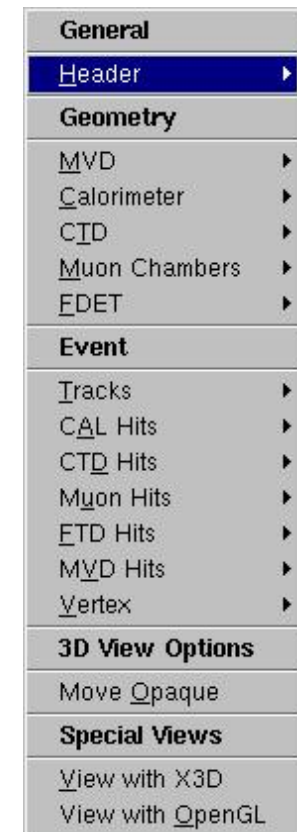 General
Header
Geometry
MVD
Calorimeter
CTD
Muon Chambers
FDET
Event
Tracks
CAL Hits
CTD Hits
Muon Hits
FTD Hits
MVD Hits
Vertex
3D View Options
Move Opaque
Special Views
View with X3D
View with OpenGL